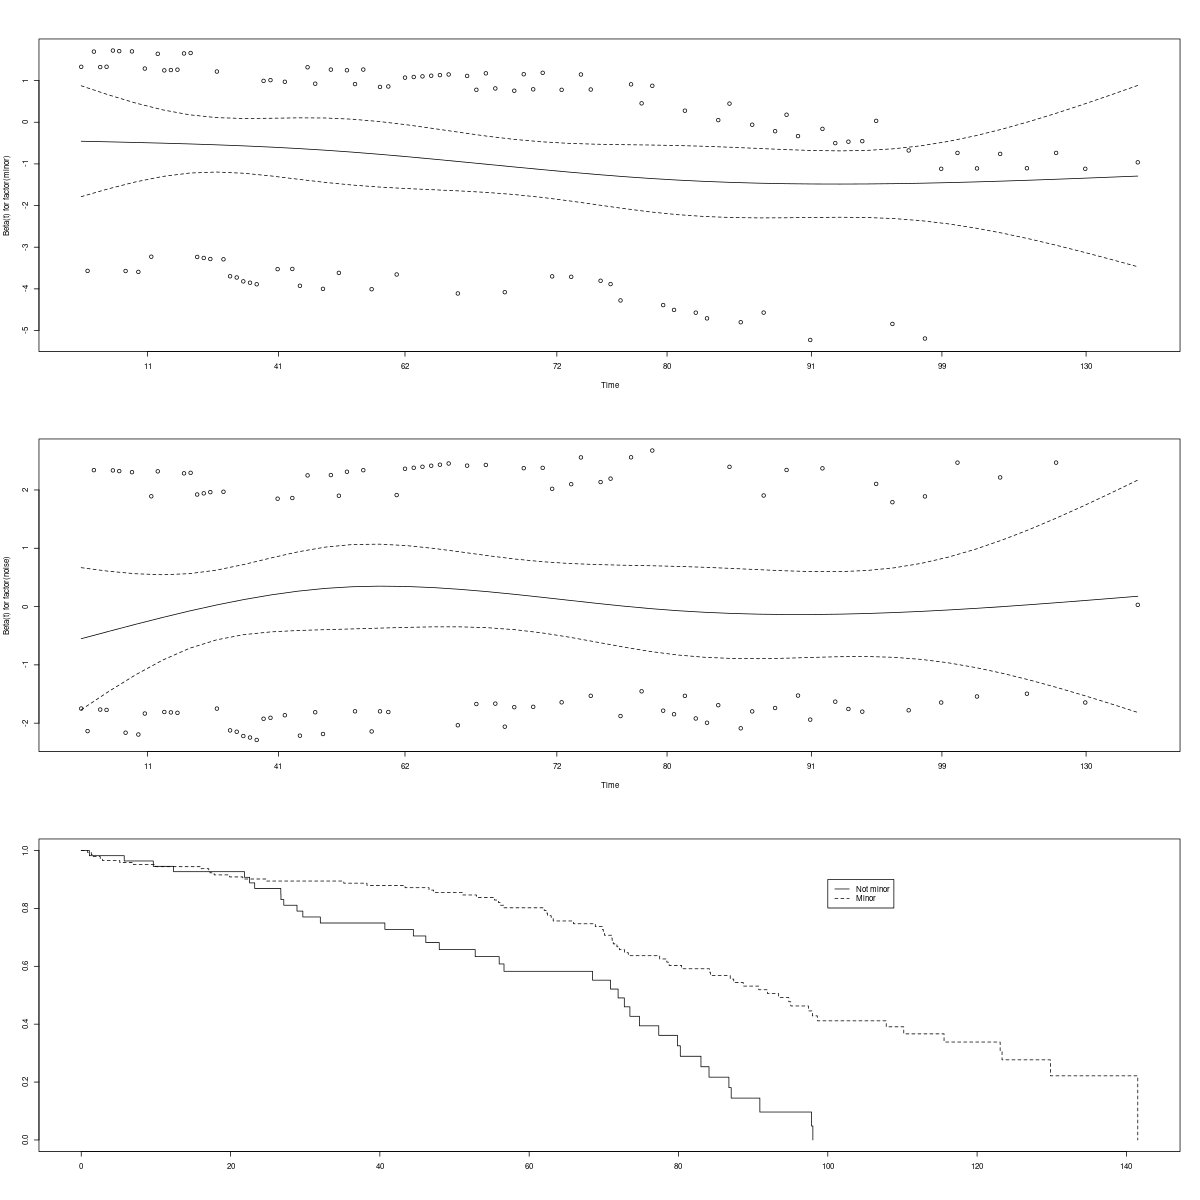 Beta(t) for factor(minor)
1
0
-1
-2
-3
-4
-5
11 41 62 72 80 91 99 130
Time
Beta(t) for factor(noise)
2
1
0
-1
-2
11 41 62 72 80 91 99 130
Time
1.0
0.8
0.6
0.4
0.2
0.0
Not minor
Minor
0 20 40 60 80 100 120 140